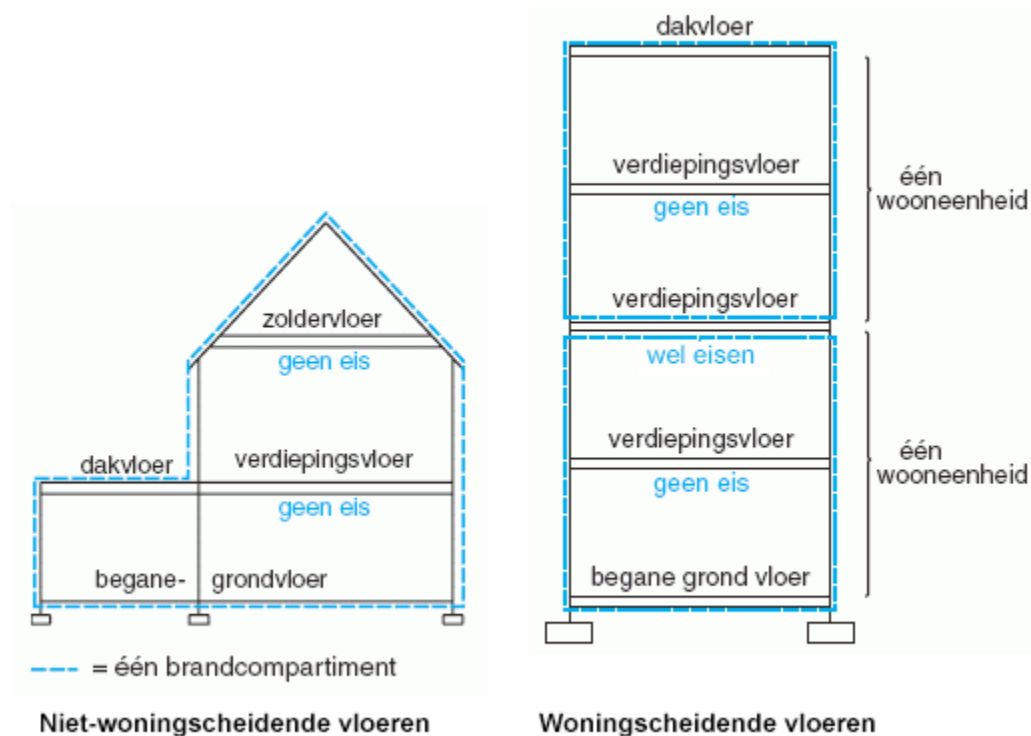 zoldervloer
geen eis
dakvloer
verdiepingsvloer
geen eis
begane- grondvloer
= één brandcompartiment
Niet-woningscheidende vloeren
dakvloer
verdiepingsvloer
geen eis
één
wooneenheid
verdiepingsvloer
wel eisen
verdiepingsvloer
geen eis
één
wooneenheid
begane grond vloer
Woningscheidende vloeren